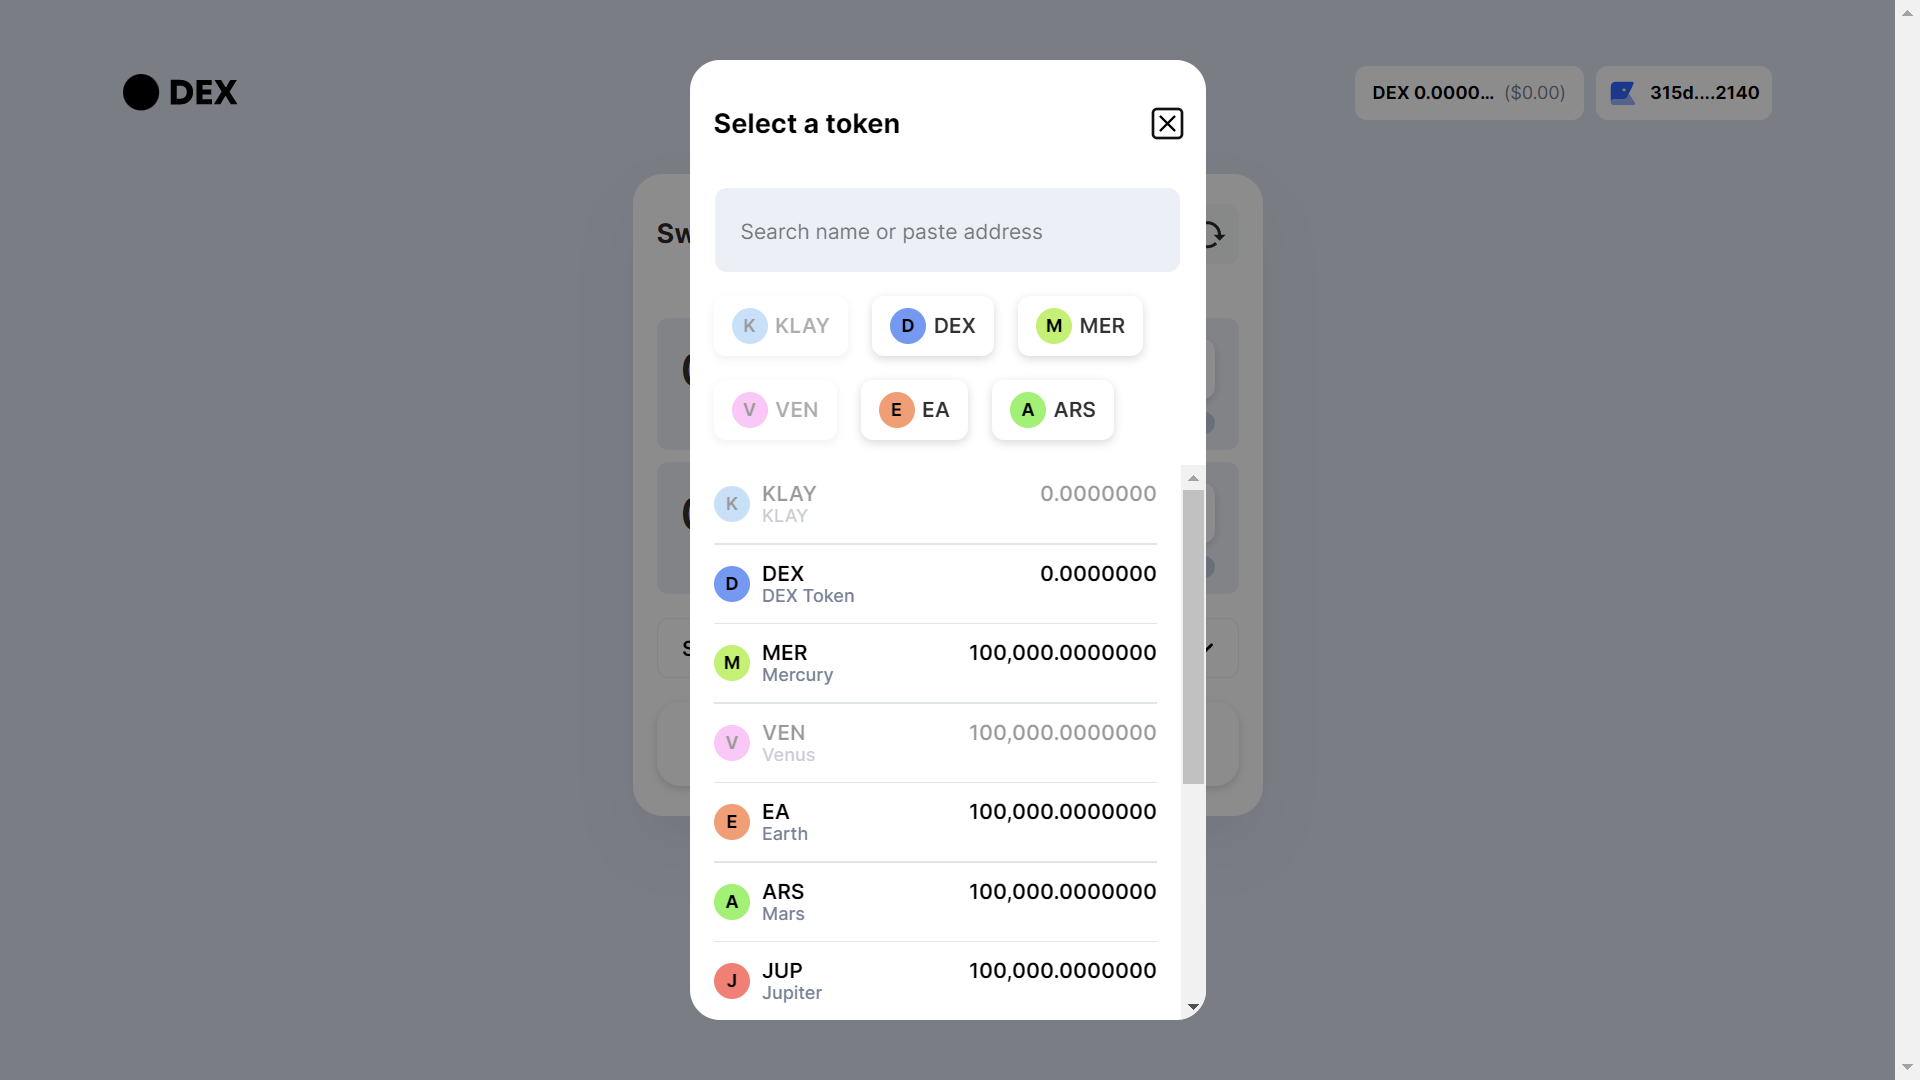 DEX
DEX 0.0000... ($0.00)
315d....2140
Sw
Select a token
Search name or paste address
K KLAY
D DEX
M MER
V VEN
E EA
A ARS
K KLAY 0.0000000
KLAY
D DEX 0.0000000
DEX Token
M MER 100,000.0000000
Mercury
V VEN 100,000.0000000
Venus
E EA 100,000.0000000
Earth
A ARS 100,000.0000000
Mars
J JUP 100,000.0000000
Jupiter